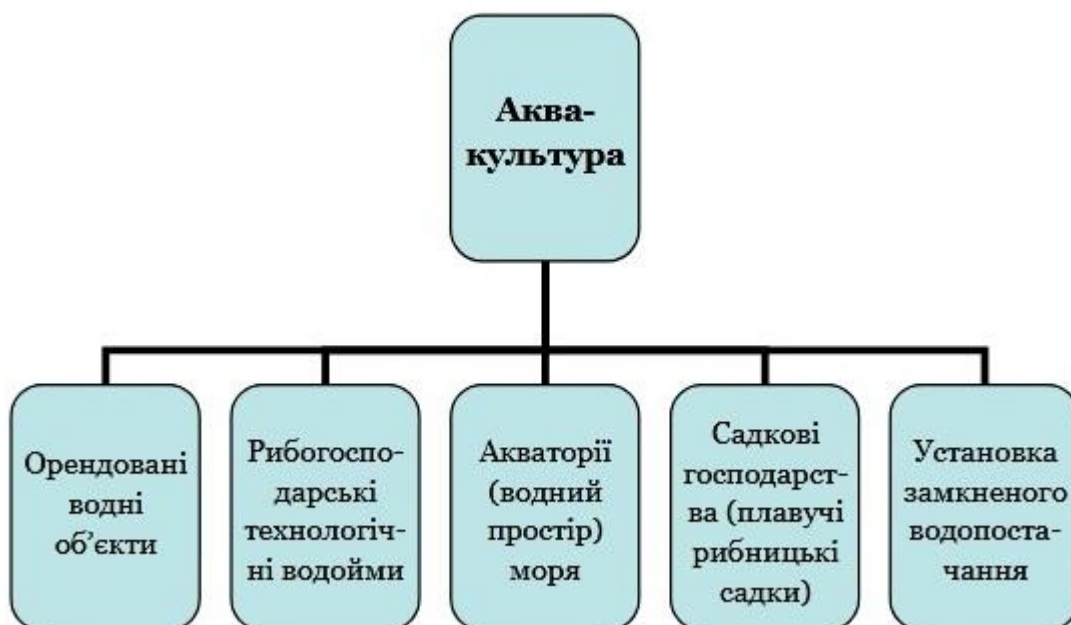 Аква-
культура
Орендовані
водні
об’єкти
Рибогоспо-
дарські
технологіч-
ні водойми
Акваторії
(водний
простір)
моря
Садкові
господарст-
ва (плавучі
рибницькі
садки)
Установка
замкненого
водопоста-
чання